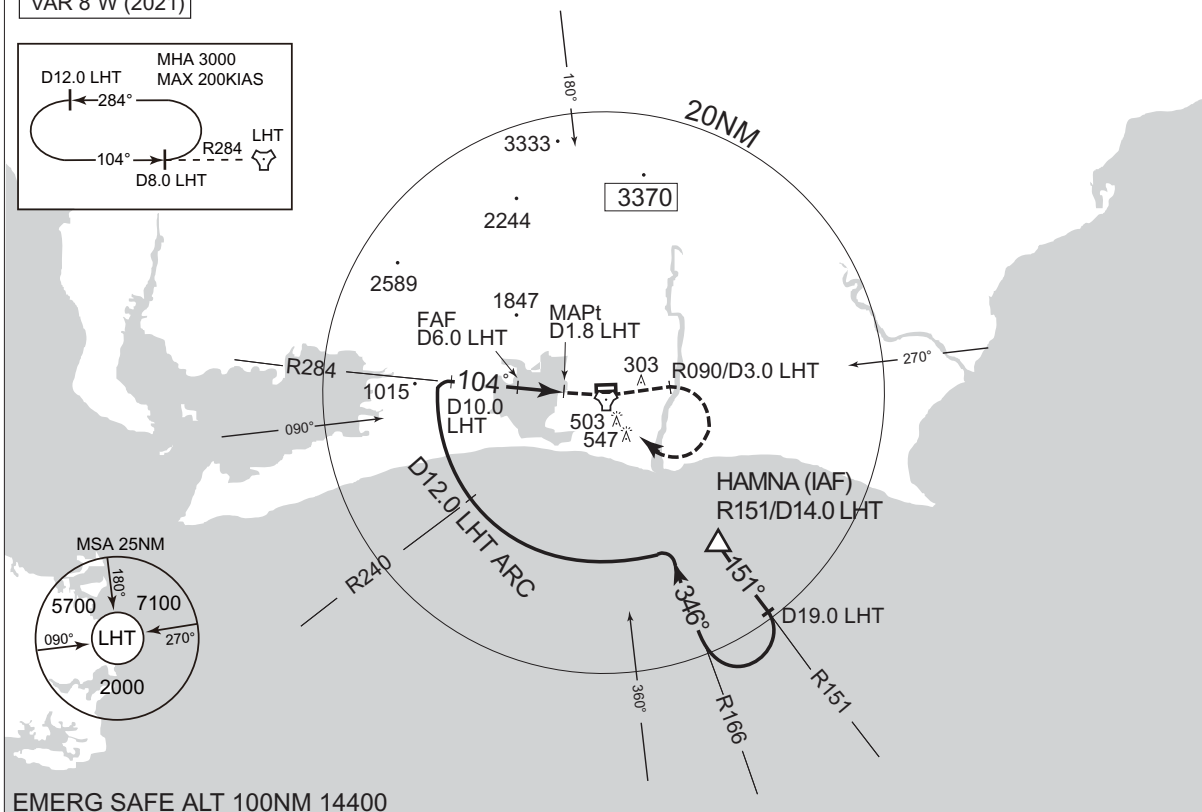 VAR 8 W (2021)
MHA 3000
MAX 200KIAS
D12.0 LHT
284°
LHT
R284
104°
D8.0 LHT
180°
20NM
3333
3370
2244
2589
1847
FAF
D6.0 LHT
MAPt
D1.8 LHT
303
R090/D3.0 LHT
270°
R284
1015
104°
D10.0
LHT
503
547
090°
HAMNA (IAF)
R151/D14.0 LHT
D12.0 LHT ARC
R240
151°
346°
D19.0 LHT
R151
R166
360°
MSA 25NM
180°
5700
7100
090°
LHT
270°
2000
EMERG SAFE ALT 100NM 14400